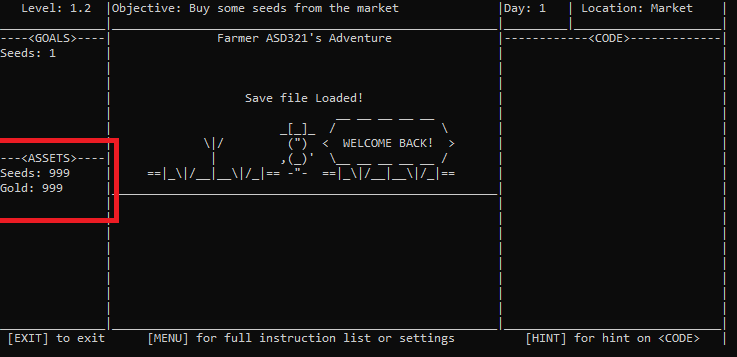 Level: 1.2 Objective: Buy some seeds from the market Day: 1 Location: Market
----<GOALS>----
Seeds: 1
Farmer ASD321's Adventure
------------<CODE>-------------
Save file Loaded!
WELCOME BACK!
---<ASSETS>----
Seeds: 999
Gold: 999
[EXIT] to exit [MENU] for full instruction list or settings [HINT] for hint on <CODE>